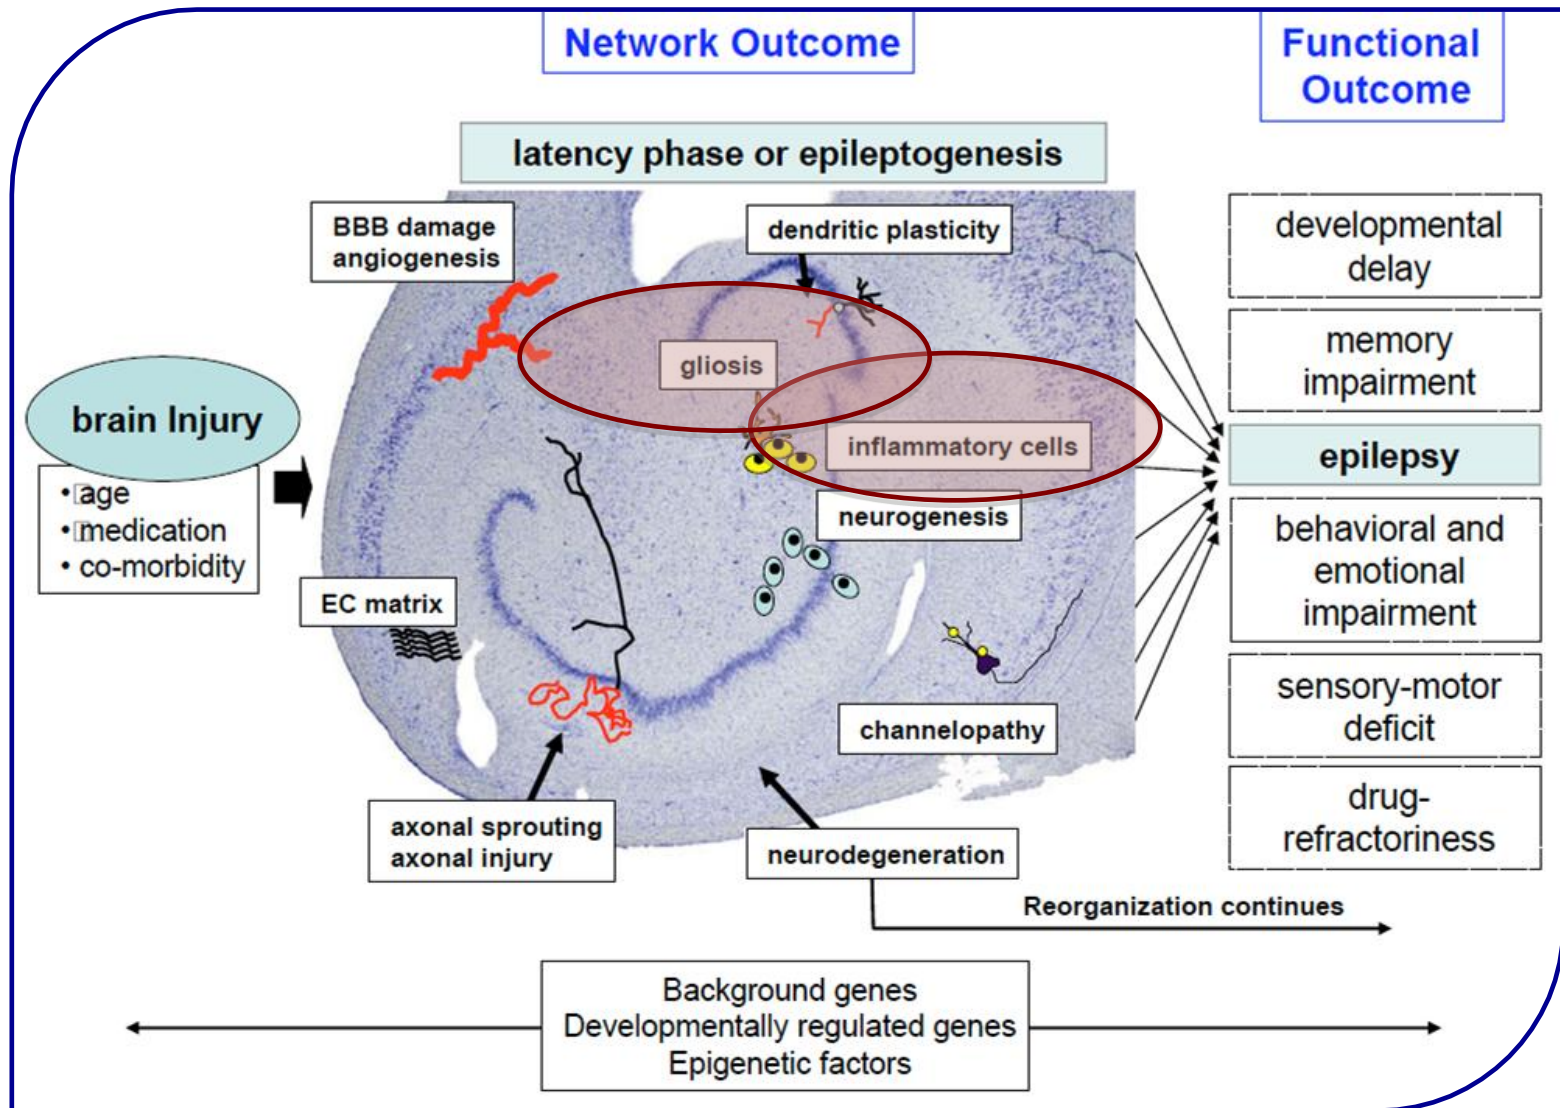 Network Outcome
Functional
Outcome
latency phase or epileptogenesis
BBB damage
angiogenesis
dendritic plasticity
gliosis
inflammatory cells
neurogenesis
brain Injury
• age
• medication
• co-morbidity
EC matrix
channelopathy
axonal sprouting
axonal injury
neurodegeneration
developmental
delay
memory
impairment
epilepsy
behavioral and
emotional
impairment
sensory-motor
deficit
drug-
refractoriness
Reorganization continues
Background genes
Developmentally regulated genes
Epigenetic factors